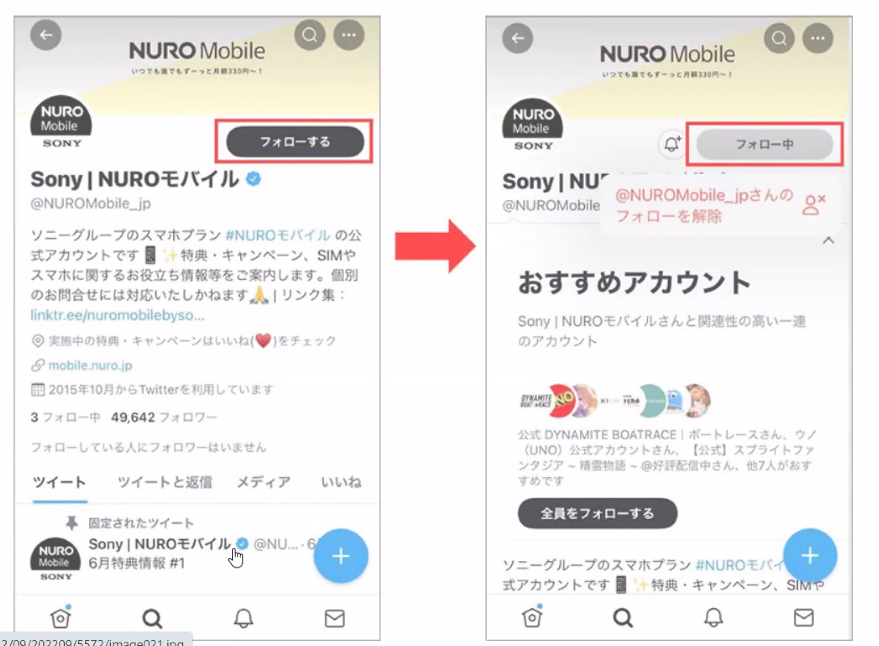 NURO Mobile
いつでも誰でもずーっと月額330円〜！
NURO
Mobile
SONY
フォローする
Sony | NUROモバイル
@NUROMobile_jp
ソニーグループのスマホプラン #NUROモバイル の公
式アカウントです📱✨特典・キャンペーン、SIMや
スマホに関するお役立ち情報等をご案内します。個別
のお問合せには対応いたしかねます🙏 | リンク集：
linktr.ee/nuromobilebyso...
実施中の特典・キャンペーンはいいね(❤️)をチェック
mobile.nuro.jp
2015年10月からTwitterを利用しています
3 フォロー中 49,642 フォロワー
フォローしている人にフォロワーはいません
ツイート ツイートと返信 メディア いいね
固定されたツイート
Sony | NUROモバイル @NU... · 6
6月特典情報 #1
NURO
Mobile
SONY
NURO Mobile
いつでも誰でもずーっと月額330円〜！
NURO
Mobile
SONY
フォロー中
Sony | NU
@NUROMobile
@NUROMobile_jpさんの
フォローを解除
おすすめアカウント
Sony | NUROモバイルさんと関連性の高い一連
のアカウント
DYNAMITE
BOAT RACE
NO
公式 DYNAMITE BOATRACE｜ボートレースさん、ウノ
（UNO）公式アカウントさん、【公式】スプライトファ
ンタジア ~ 精霊物語 ~ @好評配信中さん、他7人がおす
すめです
全員をフォローする
ソニーグループのスマホプラン #NUROモバイ
式アカウントです📱✨特典・キャンペーン、SIMや
2/09/202209/5572/image021.jpg